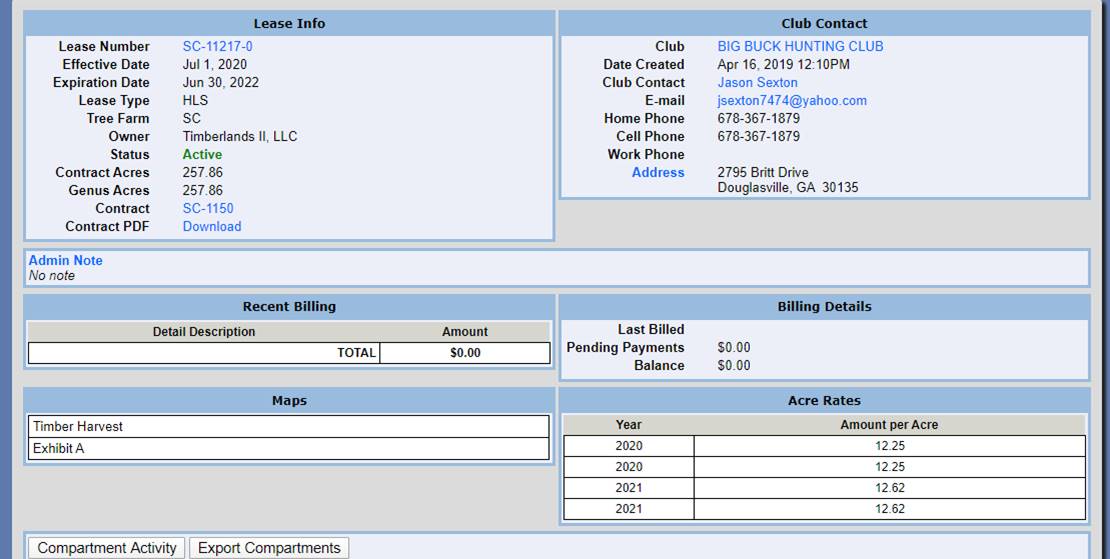 Lease Info
Lease Number SC-11217-0
Effective Date Jul 1, 2020
Expiration Date Jun 30, 2022
Lease Type HLS
Tree Farm SC
Owner Timberlands II, LLC
Status Active
Contract Acres 257.86
Genus Acres 257.86
Contract SC-1150
Contract PDF Download
Club Contact
Club BIG BUCK HUNTING CLUB
Date Created Apr 16, 2019 12:10PM
Club Contact Jason Sexton
E-mail jsexton7474@yahoo.com
Home Phone 678-367-1879
Cell Phone 678-367-1879
Work Phone
Address 2795 Britt Drive
Douglasville, GA 30135
Admin Note
No note
Recent Billing
Detail Description Amount
TOTAL $0.00
Billing Details
Last Billed
Pending Payments $0.00
Balance $0.00
Maps
Timber Harvest
Exhibit A
Acre Rates
Year Amount per Acre
2020 12.25
2020 12.25
2021 12.62
2021 12.62
Compartment Activity Export Compartments